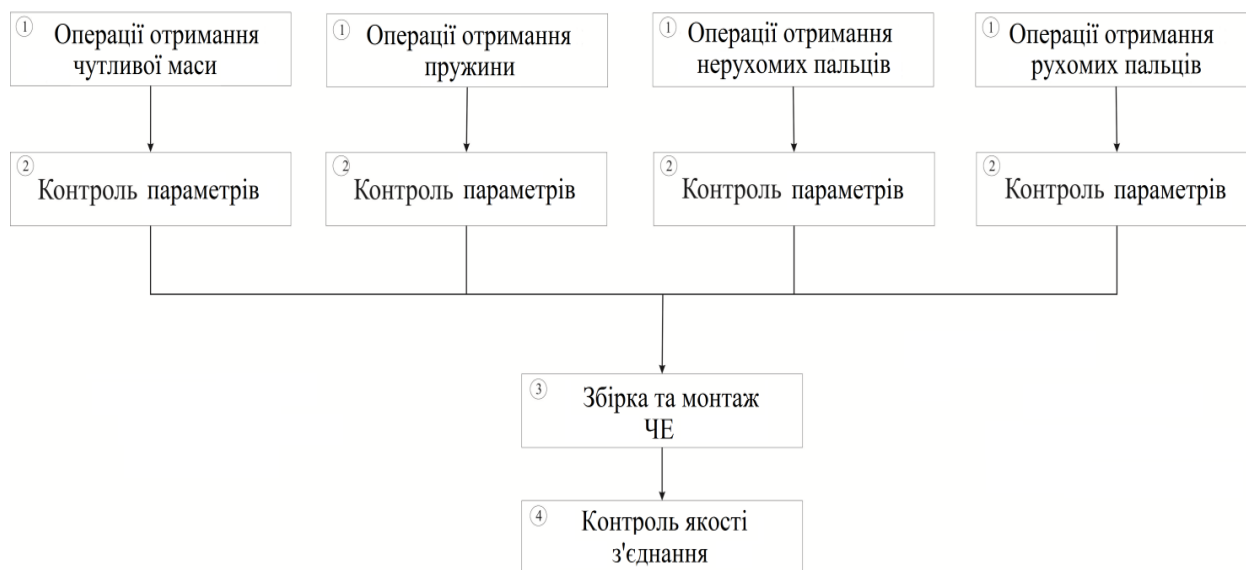 1 Операції отримання
чутливої маси
1 Операції отримання
пружини
1 Операції отримання
нерухомих пальців
1 Операції отримання
рухомих пальців
2 Контроль параметрів
2 Контроль параметрів
2 Контроль параметрів
2 Контроль параметрів
3 Збірка та монтаж
ЧЕ
4 Контроль якості
з'єднання